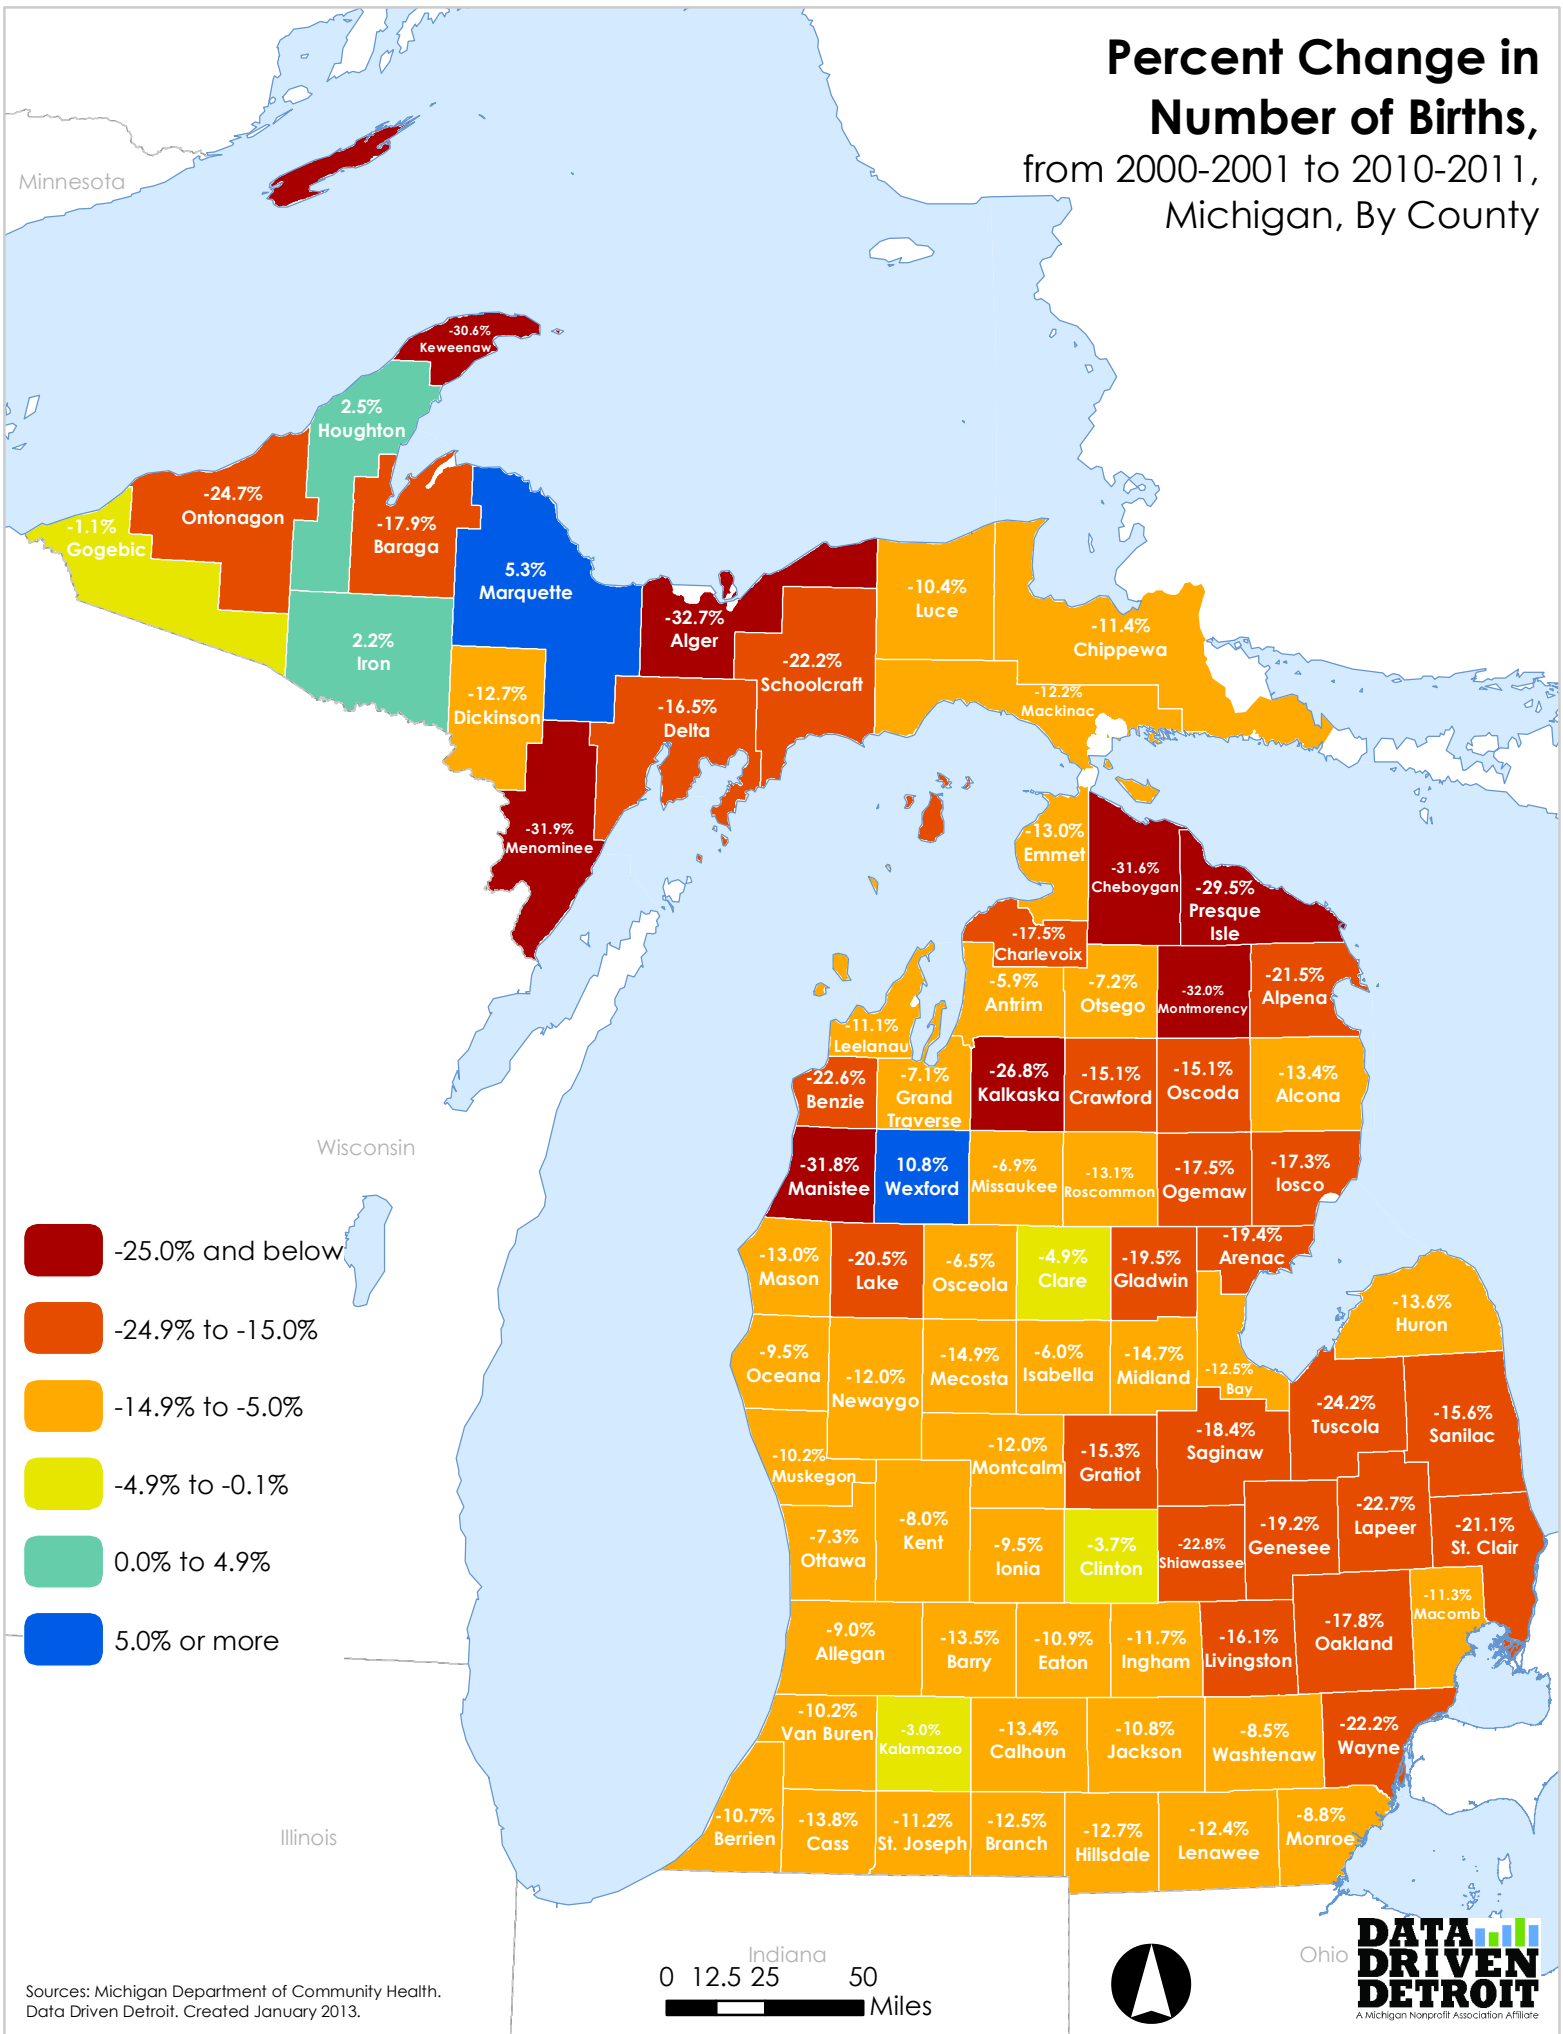 Percent Change in
Number of Births,
from 2000-2001 to 2010-2011,
Michigan, By County
Minnesota
-30.6%
Keweenaw
2.5%
Houghton
-24.7%
Ontonagon
-1.1%
Gogebic
-17.9%
Baraga
5.3%
Marquette
2.2%
Iron
-32.7%
Alger
-10.4%
Luce
-11.4%
Chippewa
-22.2%
Schoolcraft
-12.7%
Dickinson
-16.5%
Delta
-12.2%
Mackinac
-31.9%
Menominee
-13.0%
Emmet
-31.6%
Cheboygan
-29.5%
Presque
Isle
-17.5%
Charlevoix
-5.9%
Antrim
-7.2%
Otsego
-32.0%
Montmorency
-21.5%
Alpena
-11.1%
Leelanau
-22.6%
Benzie
-7.1%
Grand
Traverse
-26.8%
Kalkaska
-15.1%
Crawford
-15.1%
Oscoda
-13.4%
Alcona
Wisconsin
-31.8%
Manistee
10.8%
Wexford
-6.9%
Missaukee
-13.1%
Roscommon
-17.5%
Ogemaw
-17.3%
Iosco
-13.0%
Mason
-20.5%
Lake
-6.5%
Osceola
-4.9%
Clare
-19.5%
Gladwin
-19.4%
Arenac
-13.6%
Huron
-9.5%
Oceana
-12.0%
Newaygo
-14.9%
Mecosta
-6.0%
Isabella
-14.7%
Midland
-12.5%
Bay
-24.2%
Tuscola
-15.6%
Sanilac
-10.2%
Muskegon
-12.0%
Montcalm
-15.3%
Gratiot
-18.4%
Saginaw
-7.3%
Ottawa
-8.0%
Kent
-9.5%
Ionia
-3.7%
Clinton
-22.8%
Shiawassee
-19.2%
Genesee
-22.7%
Lapeer
-21.1%
St. Clair
-9.0%
Allegan
-13.5%
Barry
-10.9%
Eaton
-11.7%
Ingham
-16.1%
Livingston
-17.8%
Oakland
-11.3%
Macomb
-10.2%
Van Buren
-3.0%
Kalamazoo
-13.4%
Calhoun
-10.8%
Jackson
-8.5%
Washtenaw
-22.2%
Wayne
-10.7%
Berrien
-13.8%
Cass
-11.2%
St. Joseph
-12.5%
Branch
-12.7%
Hillsdale
-12.4%
Lenawee
-8.8%
Monroe
-25.0% and below
-24.9% to -15.0%
-14.9% to -5.0%
-4.9% to -0.1%
0.0% to 4.9%
5.0% or more
Illinois
Indiana
Ohio
0 12.5 25 50
Miles
Sources: Michigan Department of Community Health.
Data Driven Detroit. Created January 2013.
DATA
DRIVEN
DETROIT
A Michigan Nonprofit Association Affiliate